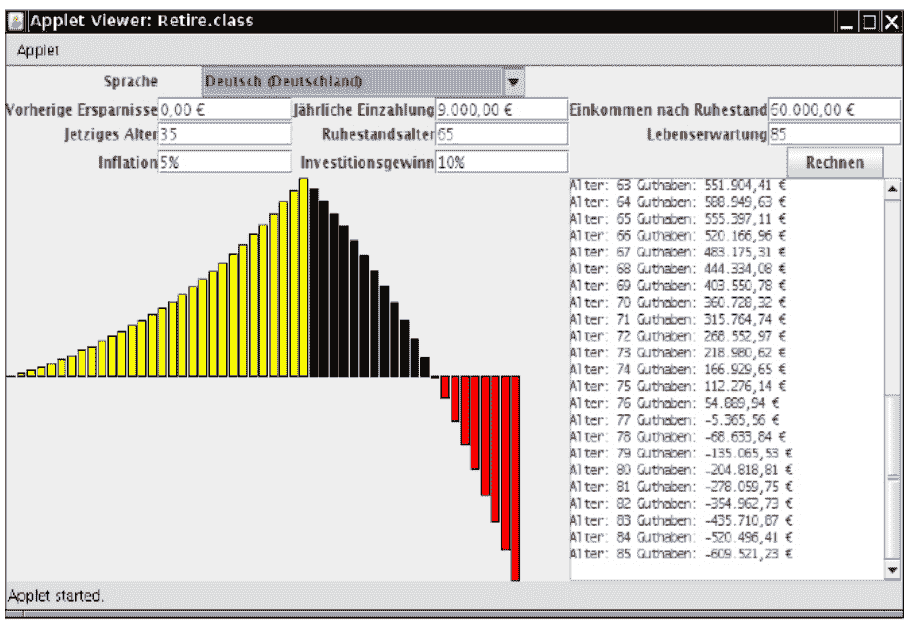 Applet Viewer: Retire.class
Applet
Sprache Deutsch (Deutschland)
Vorherige Ersparnisse 0,00 € Jährliche Einzahlung 9.000,00 € Einkommen nach Ruhestand 60.000,00 €
Jetziges Alter 35 Ruhestandsalter 65 Lebenserwartung 85
Inflation 5% Investitionsgewinn 10% Rechnen
Alter: 63 Guthaben: 551.904,41 €
Alter: 64 Guthaben: 588.949,63 €
Alter: 65 Guthaben: 555.397,11 €
Alter: 66 Guthaben: 520.166,96 €
Alter: 67 Guthaben: 483.175,31 €
Alter: 68 Guthaben: 444.334,08 €
Alter: 69 Guthaben: 403.550,78 €
Alter: 70 Guthaben: 360.728,32 €
Alter: 71 Guthaben: 315.764,74 €
Alter: 72 Guthaben: 268.552,97 €
Alter: 73 Guthaben: 218.980,62 €
Alter: 74 Guthaben: 166.929,65 €
Alter: 75 Guthaben: 112.276,14 €
Alter: 76 Guthaben: 54.889,94 €
Alter: 77 Guthaben: -5.365,56 €
Alter: 78 Guthaben: -68.633,84 €
Alter: 79 Guthaben: -135.065,53 €
Alter: 80 Guthaben: -204.818,81 €
Alter: 81 Guthaben: -278.059,75 €
Alter: 82 Guthaben: -354.962,73 €
Alter: 83 Guthaben: -435.710,87 €
Alter: 84 Guthaben: -520.496,41 €
Alter: 85 Guthaben: -609.521,23 €
Applet started.